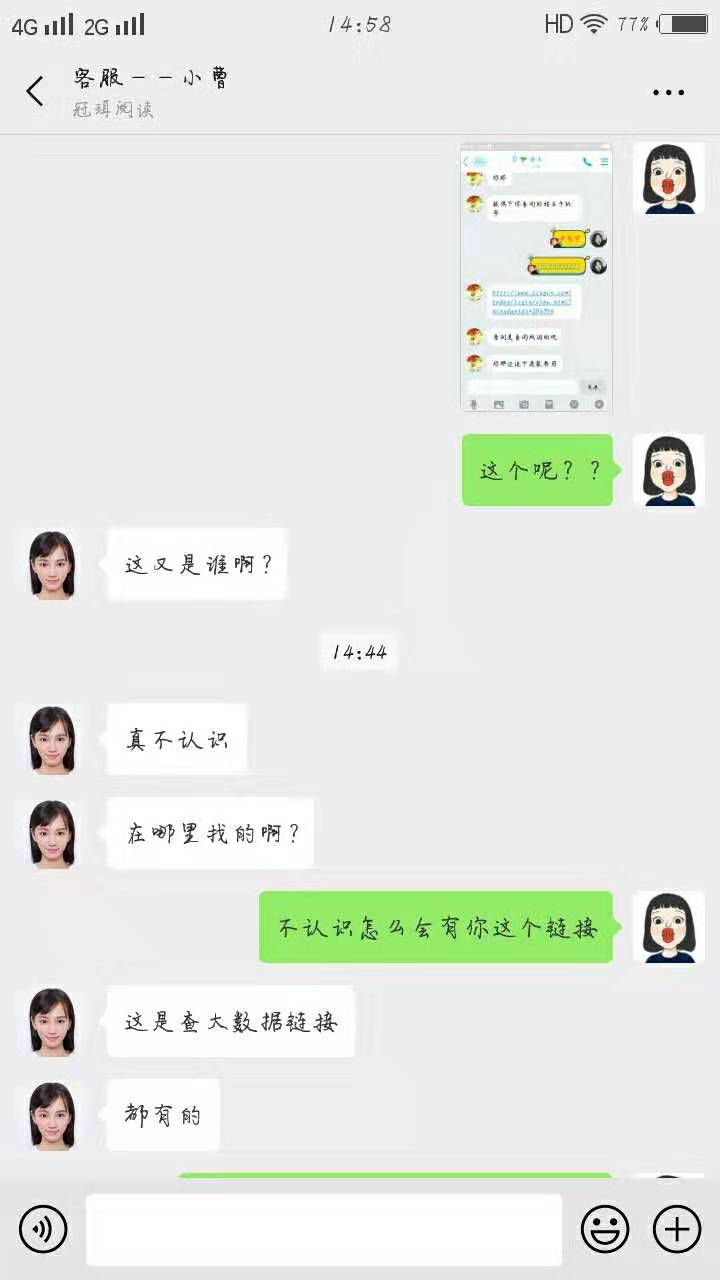 4G 2G 14:58 HD 77%
客服——小曹
冠珥阅读
这个呢？？
这又是谁啊？
14:44
真不认识
在哪里找的啊？
不认识怎么会有你这个链接
这是查大数据链接
都有的